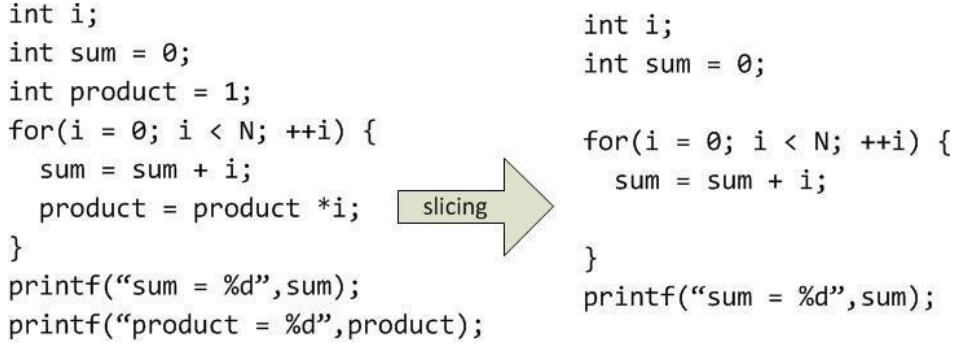 int i;
int sum = 0;
int product = 1;
for(i = 0; i < N; ++i) {
  sum = sum + i;
  product = product *i;
}
printf(“sum = %d”,sum);
printf(“product = %d”,product);
slicing
int i;
int sum = 0;
for(i = 0; i < N; ++i) {
  sum = sum + i;
}
printf(“sum = %d”,sum);